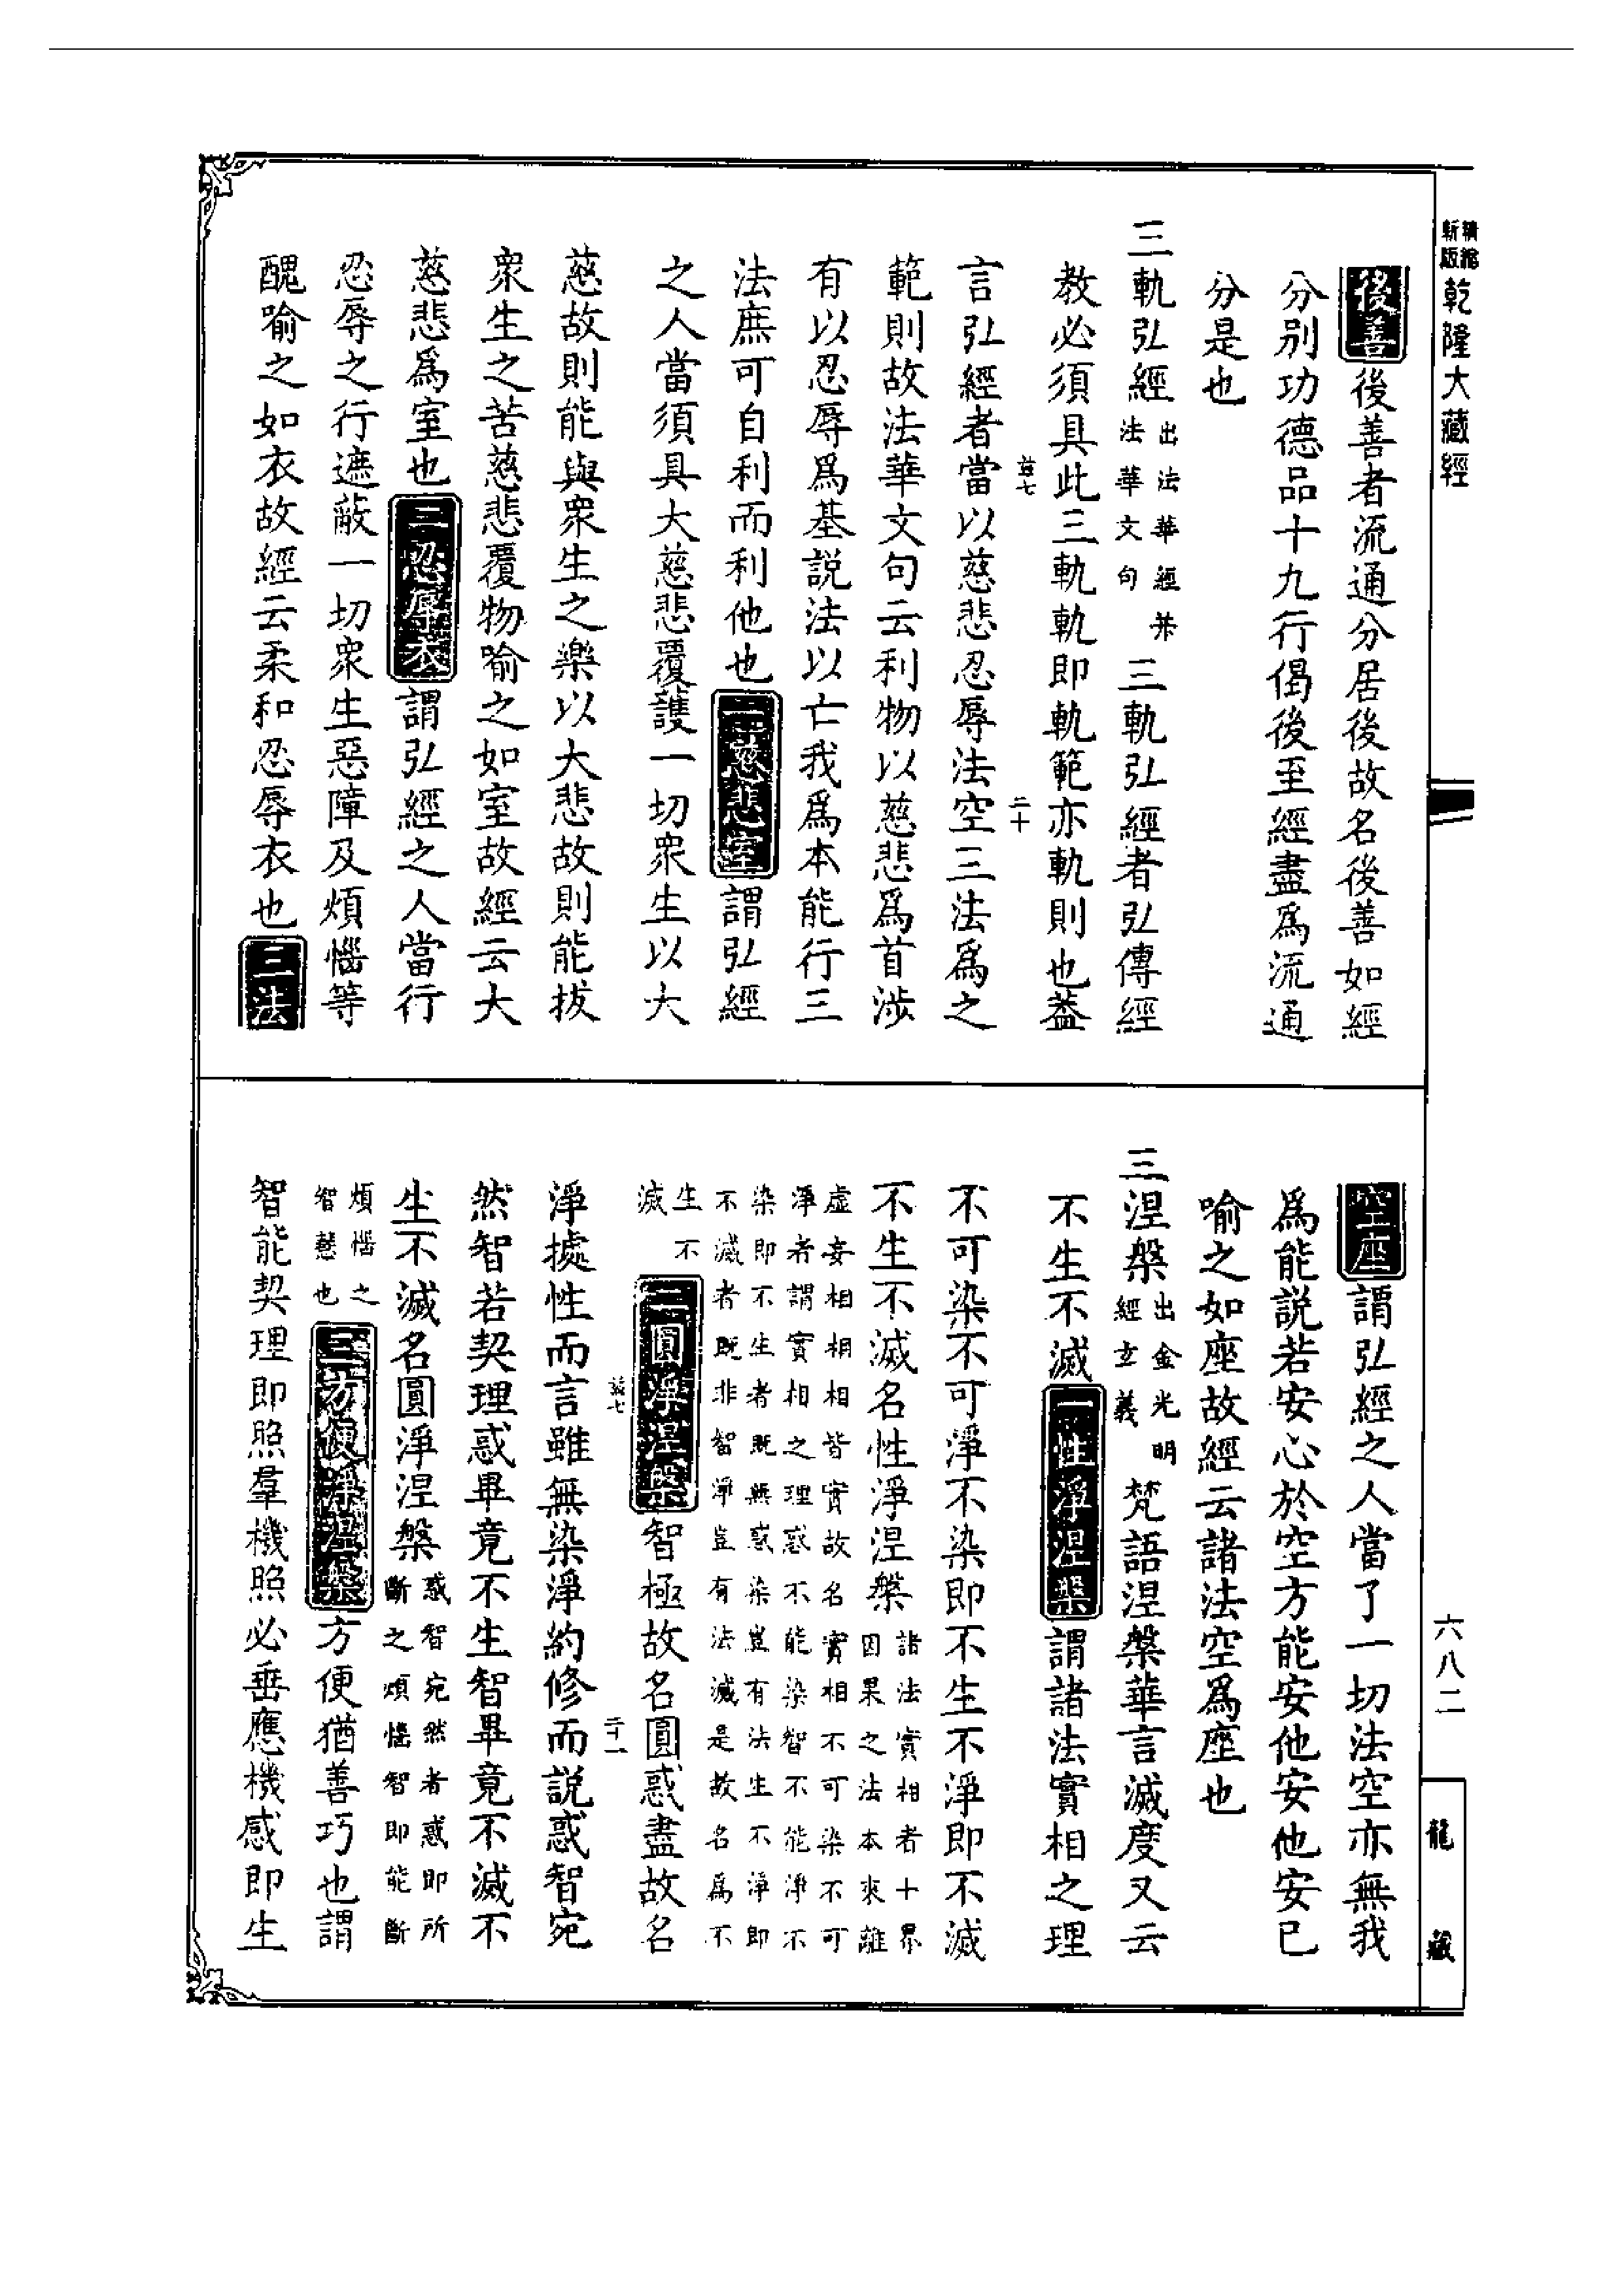 新版精縮乾隆大藏經
後善後善者流通分居後故名後善如經
分別功德品十九行偈後至經盡爲流通
分是也
三軌弘經出法華經并法華文句三軌弘經者弘傳經
教必須具此三軌軌即軌範亦軌則也葢
茲七
二十
言弘經者當以慈悲忍辱法空三法爲之
範則故法華文句云利物以慈悲爲首涉
有以忍辱爲基說法以亡我爲本能行三
法庶可自利而利他也一慈悲室謂弘經
之人當須具大慈悲覆護一切衆生以大
慈故則能與衆生之樂以大悲故則能拔
衆生之苦慈悲覆物喻之如室故經云大
慈悲爲室也二忍辱衣謂弘經之人當行
忍辱之行遮蔽一切衆生惡障及煩惱等
醜喻之如衣故經云柔和忍辱衣也三法
空座謂弘經之人當了一切法空亦無我
爲能說若安心於空方能安他安他安已
喻之如座故經云諸法空爲座也
三涅槃出金光明經玄義梵語涅槃華言滅度又云
不生不滅一性淨涅槃謂諸法實相之理
不可染不可淨不染即不生不淨即不滅
不生不滅名性淨涅槃諸法實相者十界因果之法本來離
虛妄相相相皆實故名實相不可染不可淨者謂實相之理惑不能染智不能淨不
染即不生者既無惑染豈有法生不淨即不滅者既非智淨豈有法滅是故名爲不
生不滅二圓淨涅槃智極故名圓惑盡故名
茲七
二十一
淨據性而言雖無染淨約修而說惑智宛
然智若契理惑畢竟不生智畢竟不滅不
生不滅名圓淨涅槃惑智宛然者惑即所斷之煩惱智即能斷
煩惱之智慧也三方便淨涅槃方便猶善巧也謂
智能契理即照羣機照必垂應機感即生
六八二
龍藏